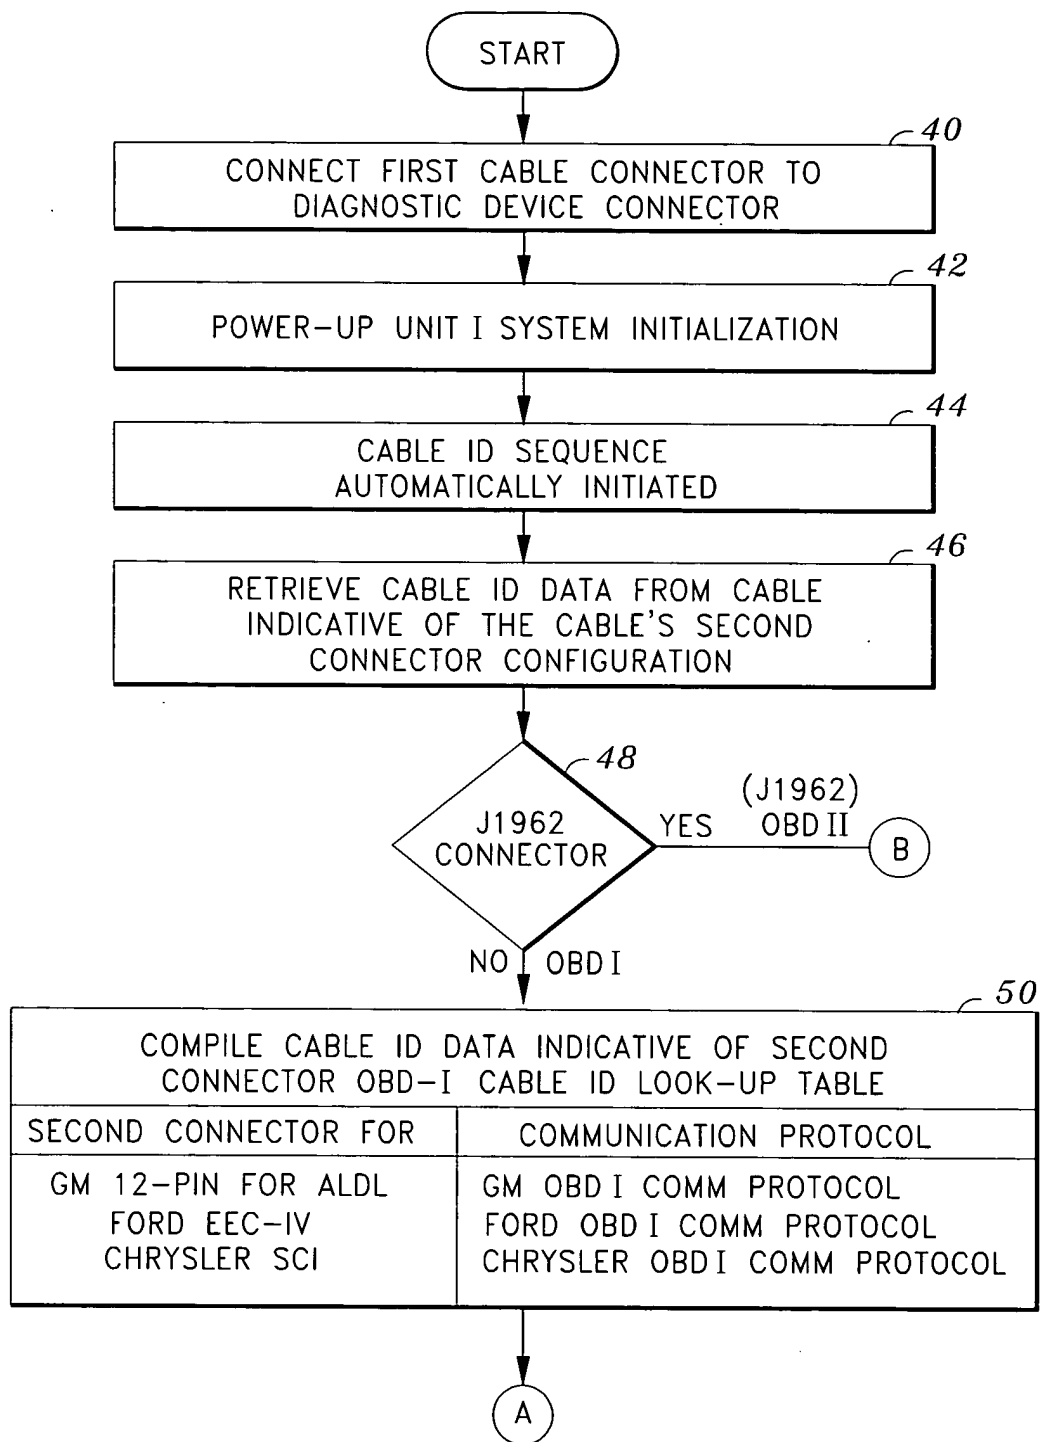 START
40
CONNECT FIRST CABLE CONNECTOR TO
DIAGNOSTIC DEVICE CONNECTOR
42
POWER-UP UNIT I SYSTEM INITIALIZATION
44
CABLE ID SEQUENCE
AUTOMATICALLY INITIATED
46
RETRIEVE CABLE ID DATA FROM CABLE
INDICATIVE OF THE CABLE'S SECOND
CONNECTOR CONFIGURATION
48
J1962
CONNECTOR
YES
(J1962)
OBD II
B
NO
OBD I
50
COMPILE CABLE ID DATA INDICATIVE OF SECOND
CONNECTOR OBD-I CABLE ID LOOK-UP TABLE
SECOND CONNECTOR FOR
COMMUNICATION PROTOCOL
GM 12-PIN FOR ALDL
GM OBD I COMM PROTOCOL
FORD EEC-IV
FORD OBD I COMM PROTOCOL
CHRYSLER SCI
CHRYSLER OBD I COMM PROTOCOL
A